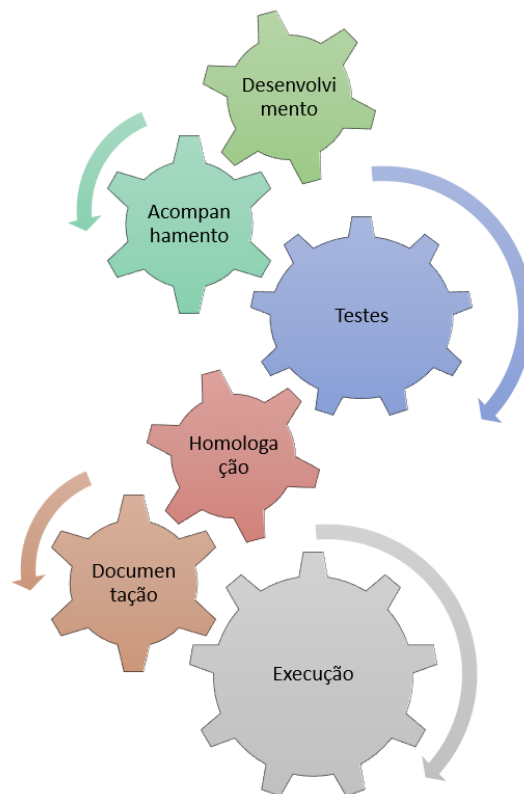 Desenvolvi
mento
Acompan
hamento
Testes
Homologa
ção
Documen
tação
Execução